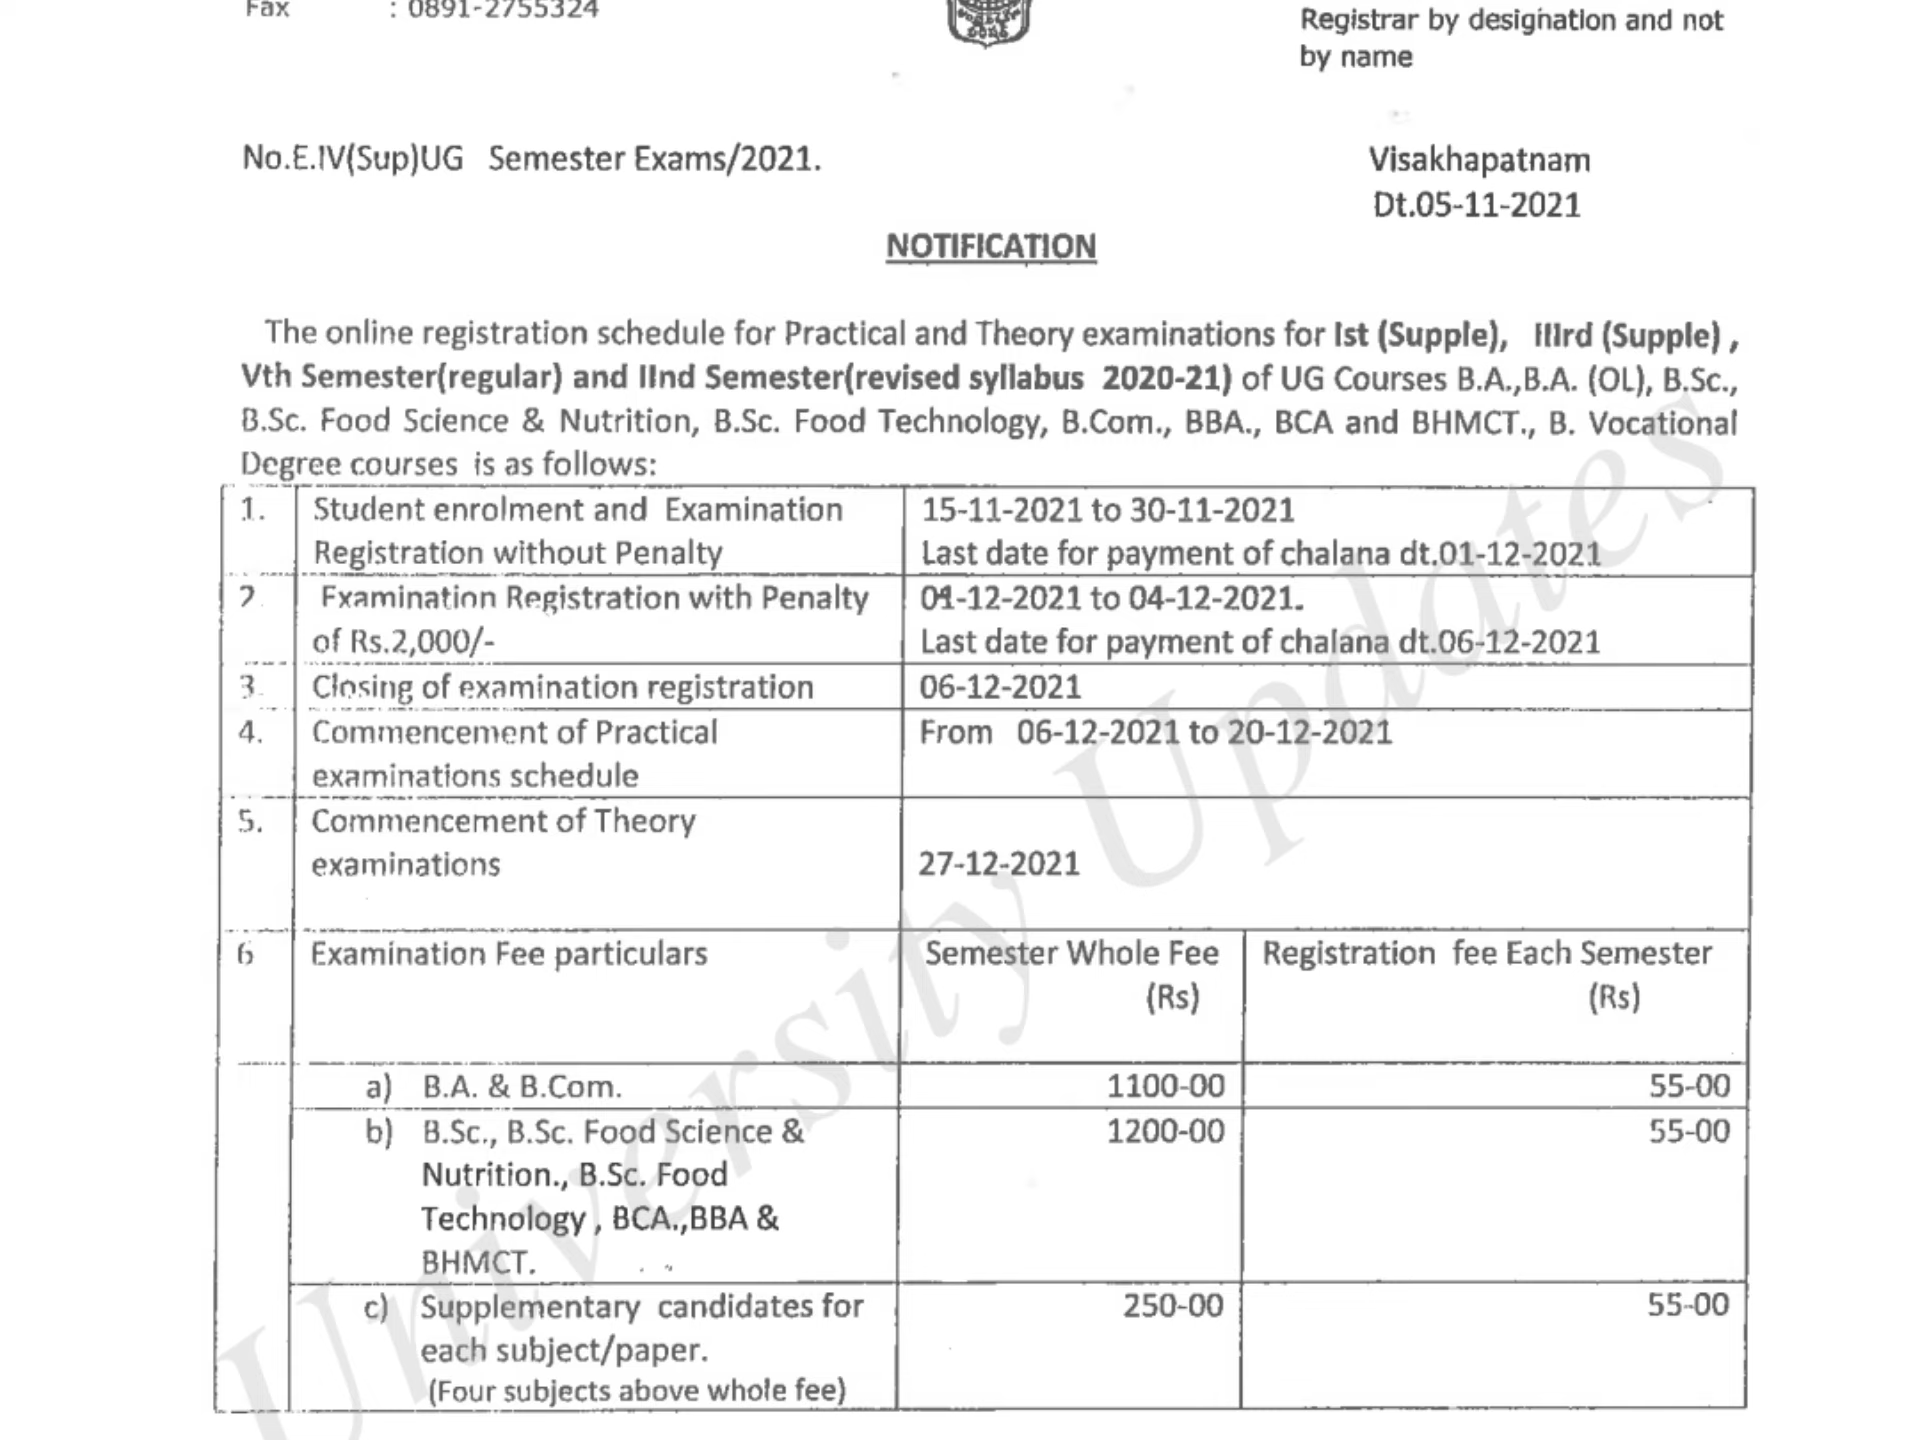 Fax : 0891-2755324
Registrar by designation and not
by name
No.E.IV(Sup)UG Semester Exams/2021.
Visakhapatnam
Dt.05-11-2021
NOTIFICATION
The online registration schedule for Practical and Theory examinations for Ist (Supple), IIIrd (Supple) ,
Vth Semester(regular) and IInd Semester(revised syllabus 2020-21) of UG Courses B.A.,B.A. (OL), B.Sc.,
B.Sc. Food Science & Nutrition, B.Sc. Food Technology, B.Com., BBA., BCA and BHMCT., B. Vocational
Degree courses is as follows:
1. Student enrolment and Examination 15-11-2021 to 30-11-2021
Registration without Penalty Last date for payment of chalana dt.01-12-2021
2. Examination Registration with Penalty 01-12-2021 to 04-12-2021.
of Rs.2,000/- Last date for payment of chalana dt.06-12-2021
3. Closing of examination registration 06-12-2021
4. Commencement of Practical From 06-12-2021 to 20-12-2021
examinations schedule
5. Commencement of Theory
examinations 27-12-2021
6 Examination Fee particulars Semester Whole Fee Registration fee Each Semester
(Rs) (Rs)
a) B.A. & B.Com. 1100-00 55-00
b) B.Sc., B.Sc. Food Science & 1200-00 55-00
Nutrition., B.Sc. Food
Technology , BCA.,BBA &
BHMCT.
c) Supplementary candidates for 250-00 55-00
each subject/paper.
(Four subjects above whole fee)
University Updates